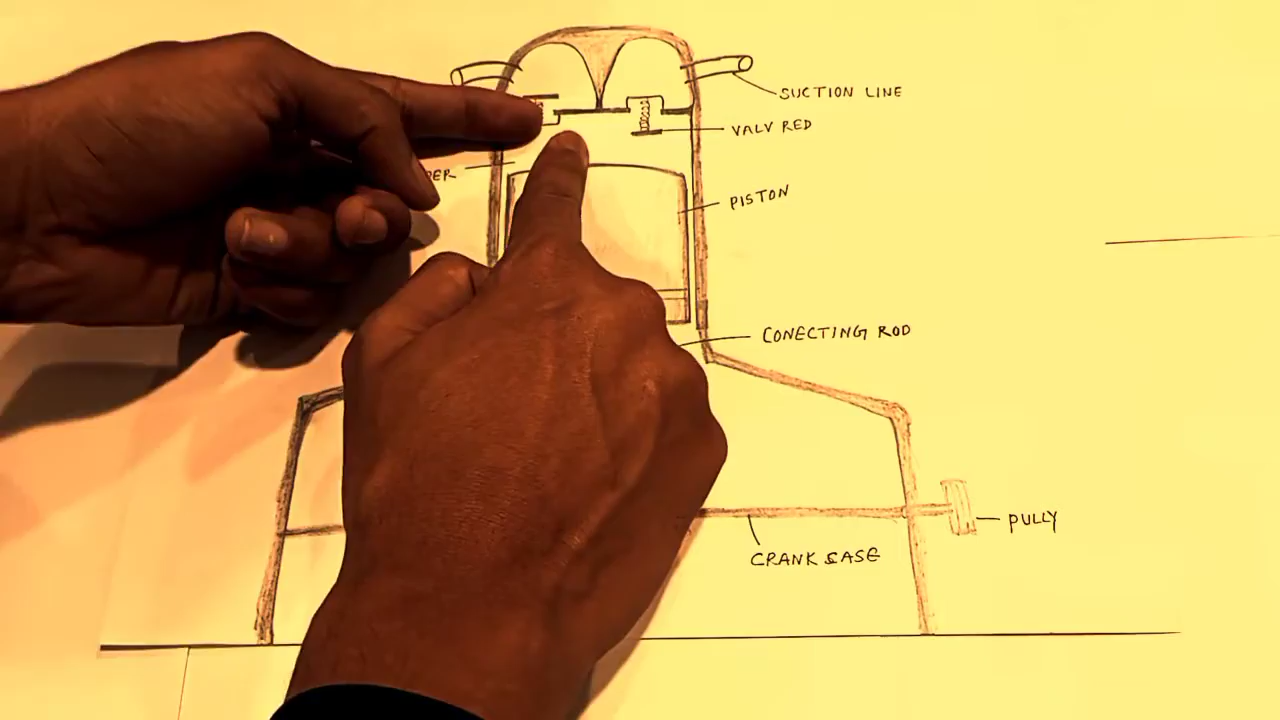 SUCTION LINE
VALV RED
PISTON
CONECTING ROD
PULLY
CRANK CASE